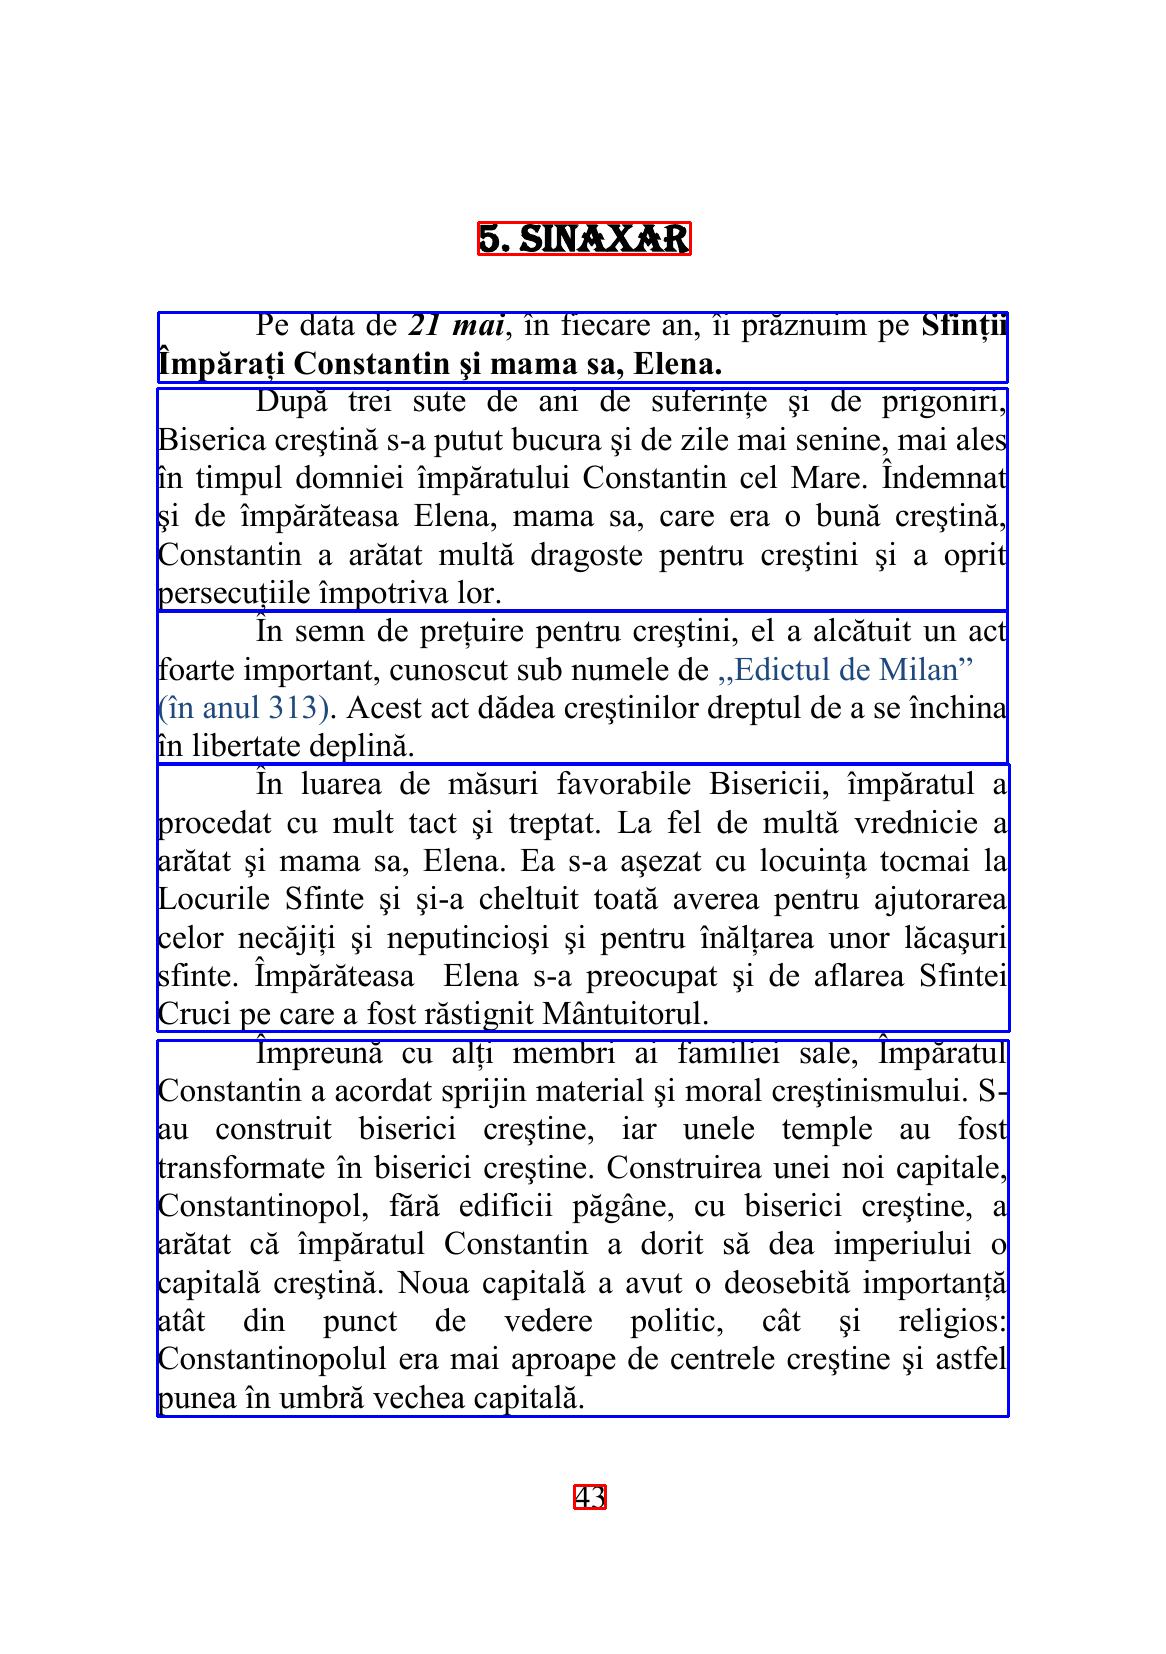 5. SINAXAR
Pe data de 21 mai, în fiecare an, îi prăznuim pe Sfinții
Împărați Constantin şi mama sa, Elena.
După trei sute de ani de suferințe şi de prigoniri,
Biserica creştină s-a putut bucura şi de zile mai senine, mai ales
în timpul domniei împăratului Constantin cel Mare. Îndemnat
şi de împărăteasa Elena, mama sa, care era o bună creştină,
Constantin a arătat multă dragoste pentru creştini şi a oprit
persecuțiile împotriva lor.
În semn de prețuire pentru creştini, el a alcătuit un act
foarte important, cunoscut sub numele de ,,Edictul de Milan”
(în anul 313). Acest act dădea creştinilor dreptul de a se închina
în libertate deplină.
În luarea de măsuri favorabile Bisericii, împăratul a
procedat cu mult tact şi treptat. La fel de multă vrednicie a
arătat şi mama sa, Elena. Ea s-a aşezat cu locuința tocmai la
Locurile Sfinte şi şi-a cheltuit toată averea pentru ajutorarea
celor necăjiți şi neputincioşi şi pentru înălțarea unor lăcaşuri
sfinte. Împărăteasa Elena s-a preocupat şi de aflarea Sfintei
Cruci pe care a fost răstignit Mântuitorul.
Împreună cu alți membri ai familiei sale, Împăratul
Constantin a acordat sprijin material şi moral creştinismului. S-
au construit biserici creştine, iar unele temple au fost
transformate în biserici creştine. Construirea unei noi capitale,
Constantinopol, fără edificii păgâne, cu biserici creştine, a
arătat că împăratul Constantin a dorit să dea imperiului o
capitală creştină. Noua capitală a avut o deosebită importanță
atât din punct de vedere politic, cât şi religios:
Constantinopolul era mai aproape de centrele creştine şi astfel
punea în umbră vechea capitală.
43